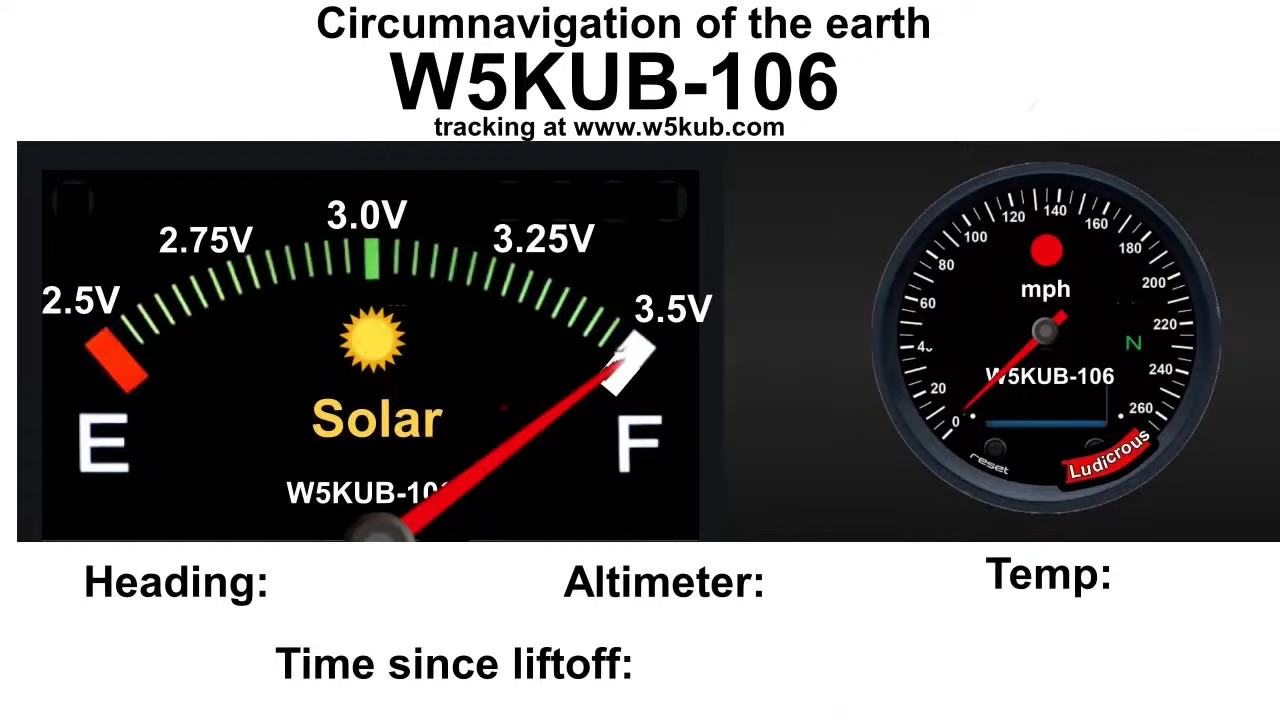 Circumnavigation of the earth
W5KUB-106
tracking at www.w5kub.com
2.5V
2.75V
3.0V
3.25V
3.5V
E
Solar
F
W5KUB-10
0
20
60
80
100
120
140
160
180
200
220
240
260
mph
N
W5KUB-106
reset
Ludicrous
Heading:
Altimeter:
Temp:
Time since liftoff: